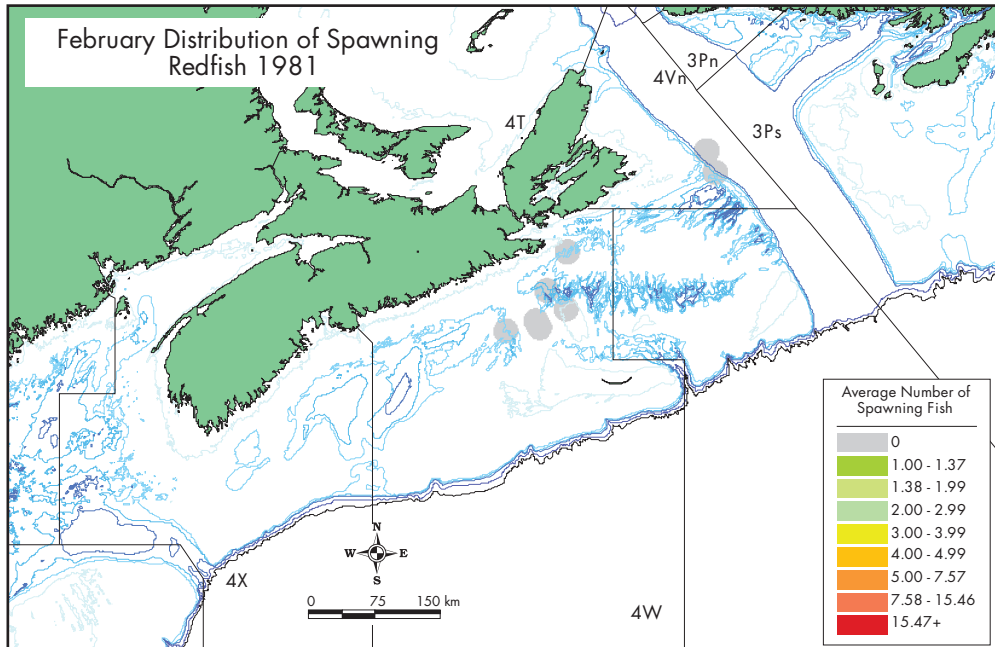 February Distribution of Spawning
Redfish 1981
3Pn
4Vn
4T
3Ps
Average Number of
Spawning Fish
0
1.00 - 1.37
1.38 - 1.99
2.00 - 2.99
3.00 - 3.99
4.00 - 4.99
5.00 - 7.57
7.58 - 15.46
15.47+
N
W E
S
4X
0 75 150 km
4W